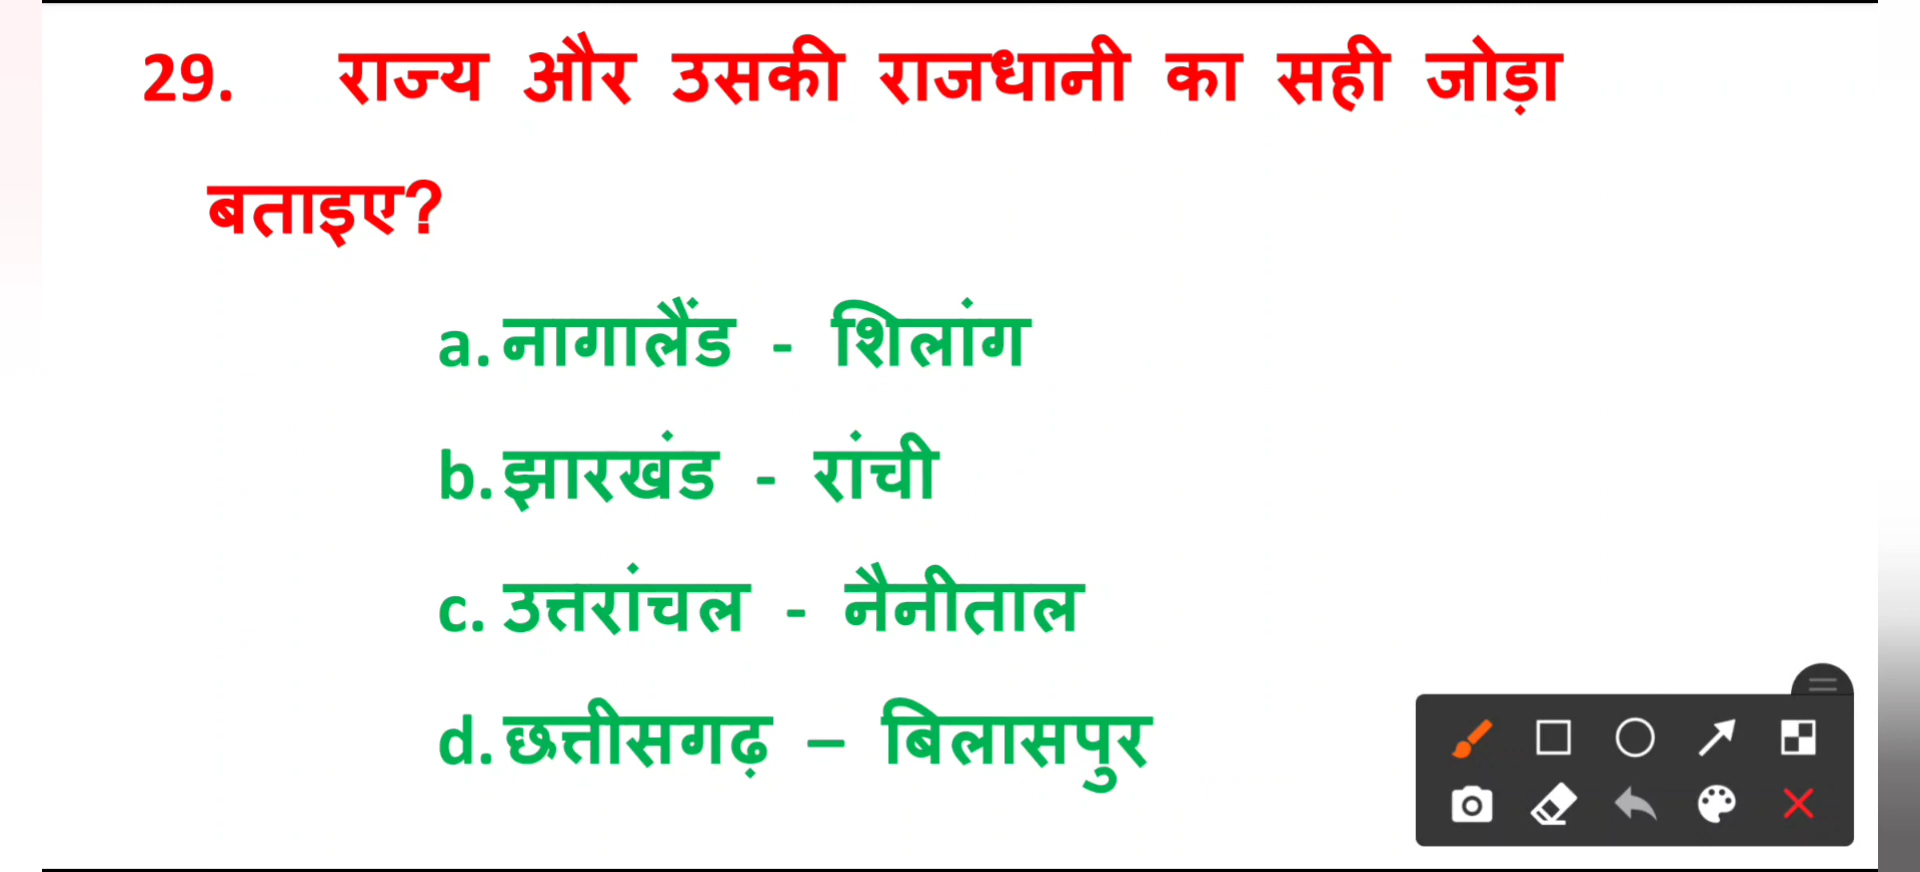 29. राज्य और उसकी राजधानी का सही जोड़ा
बताइए?
a. नागालैंड - शिलांग
b. झारखंड - रांची
c. उत्तरांचल - नैनीताल
d. छत्तीसगढ़ – बिलासपुर